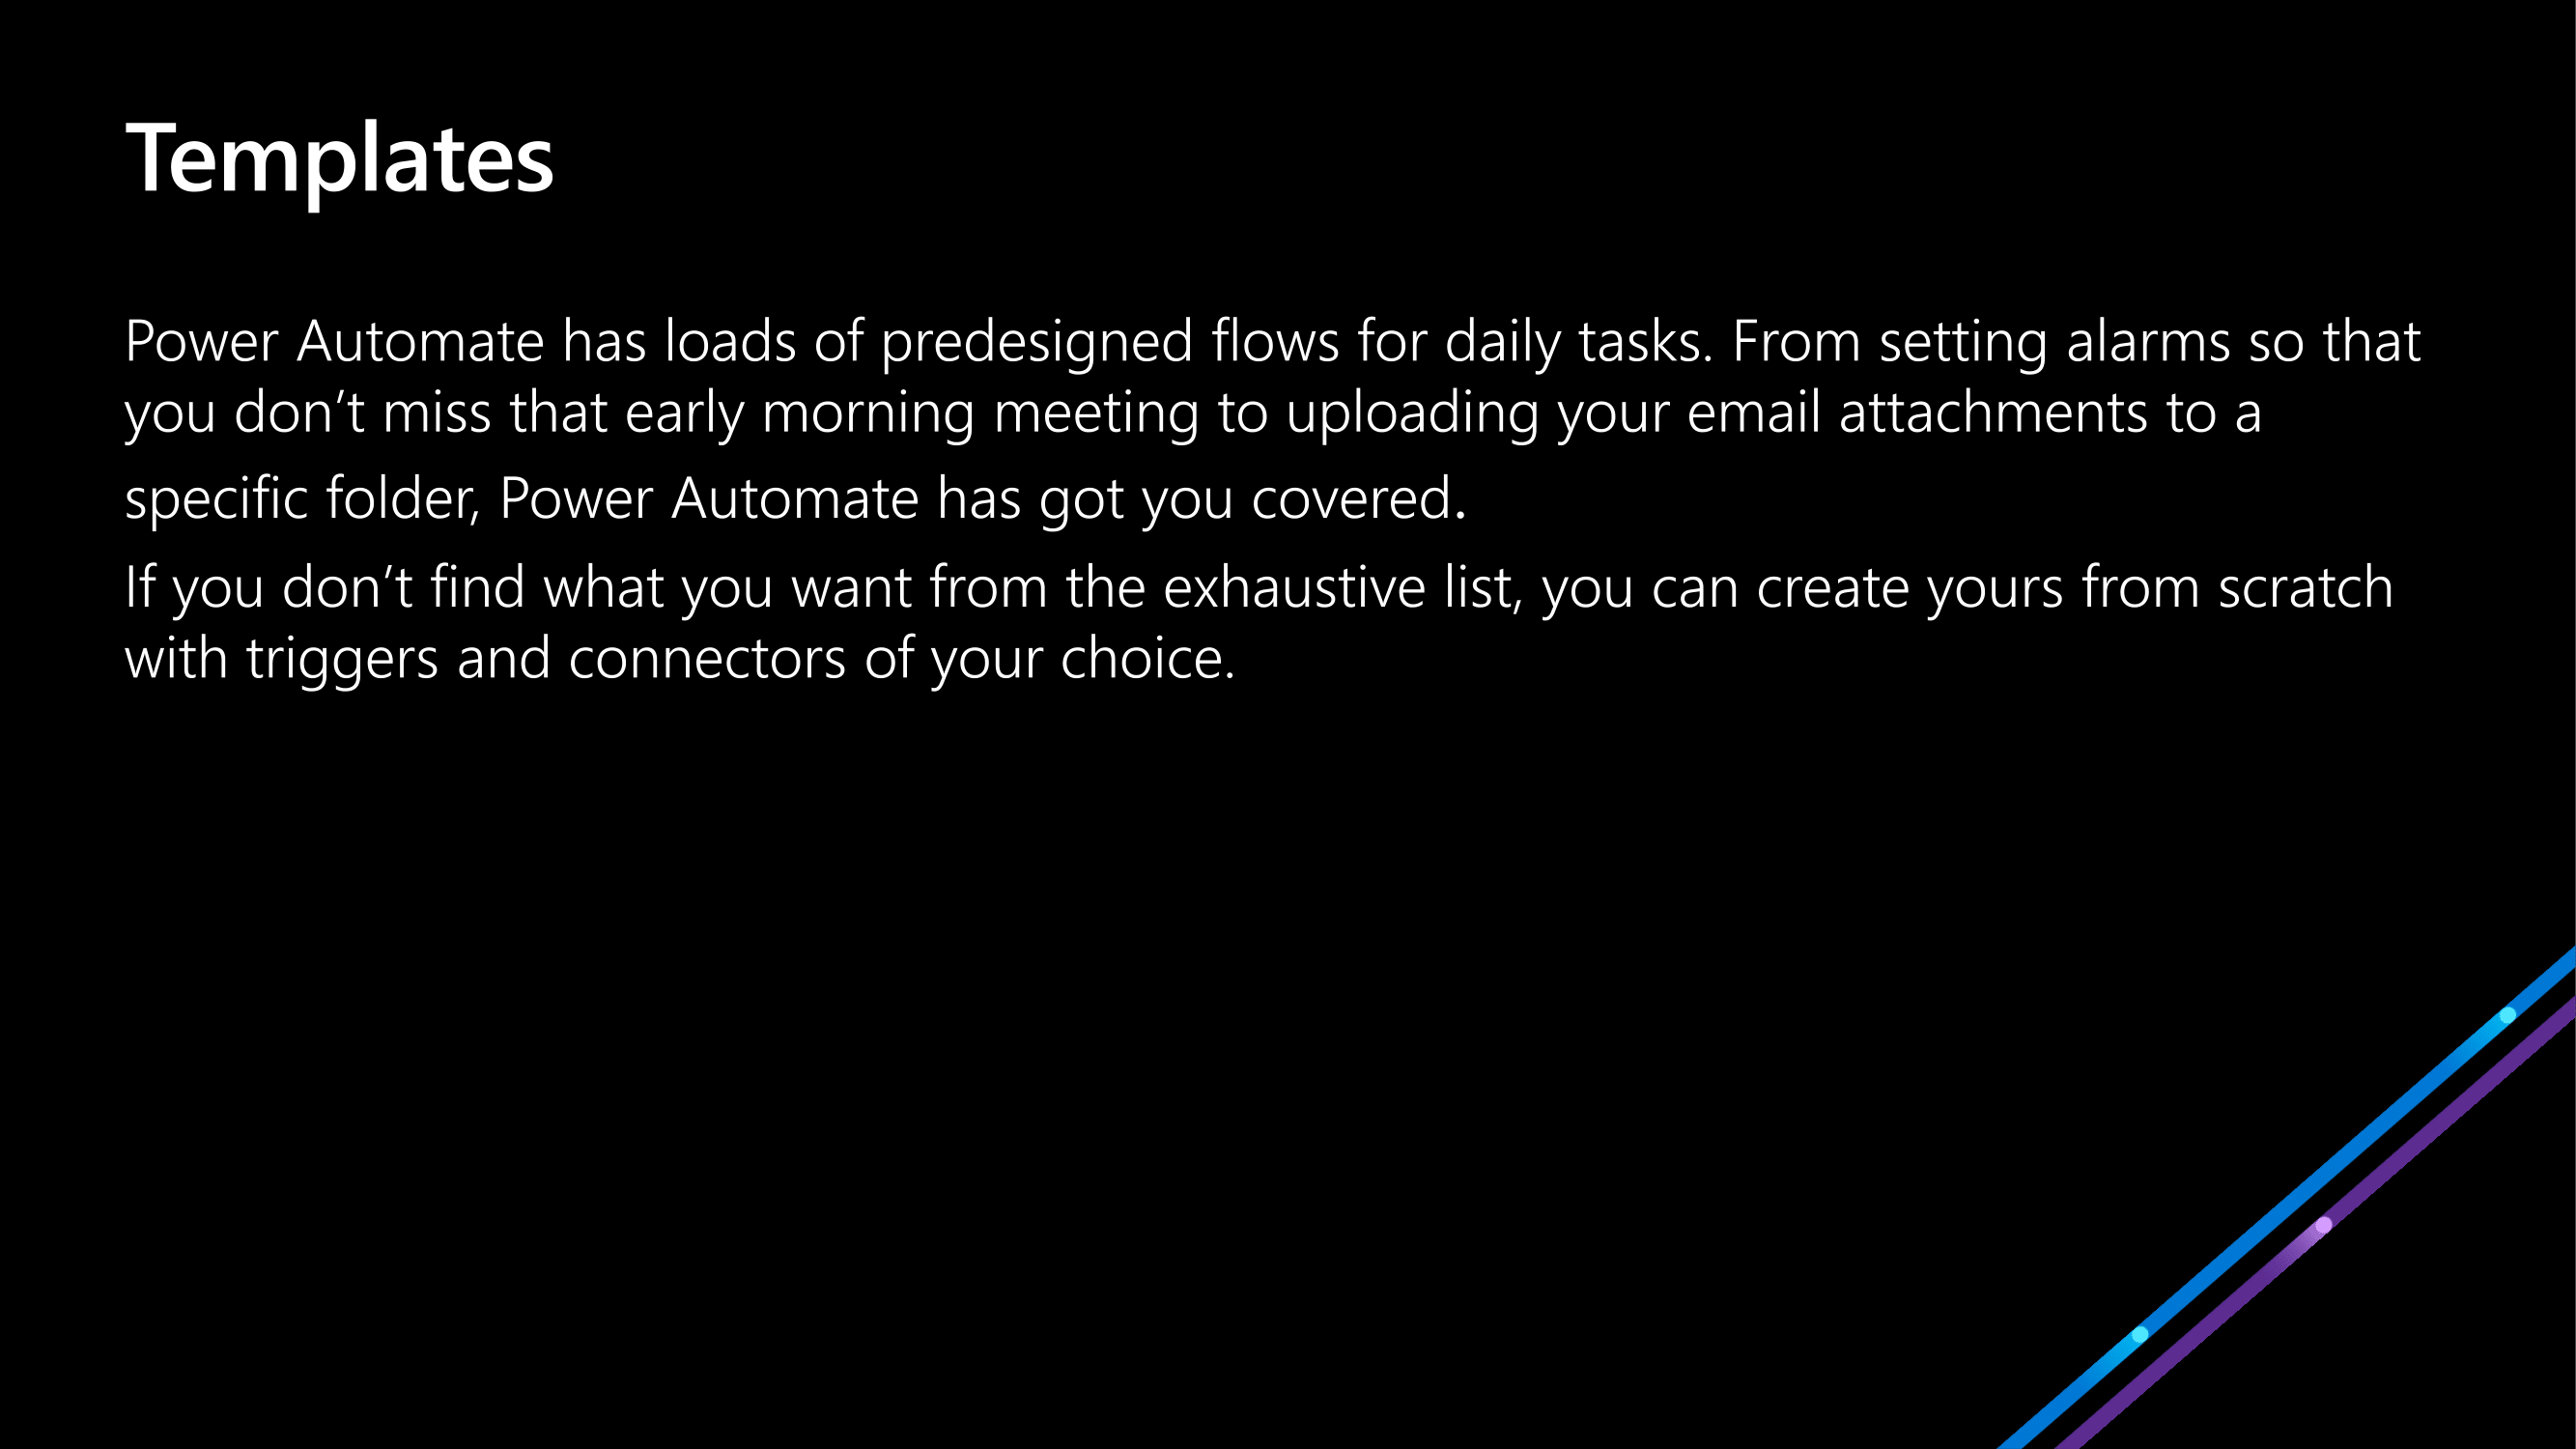 Templates
Power Automate has loads of predesigned flows for daily tasks. From setting alarms so that
you don’t miss that early morning meeting to uploading your email attachments to a
specific folder, Power Automate has got you covered.
If you don’t find what you want from the exhaustive list, you can create yours from scratch
with triggers and connectors of your choice.